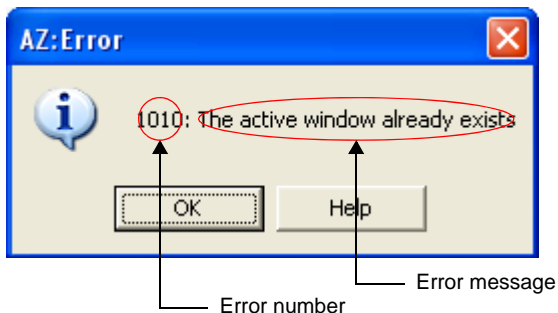 AZ:Error
1010: The active window already exists
OK
Help
Error message
Error number